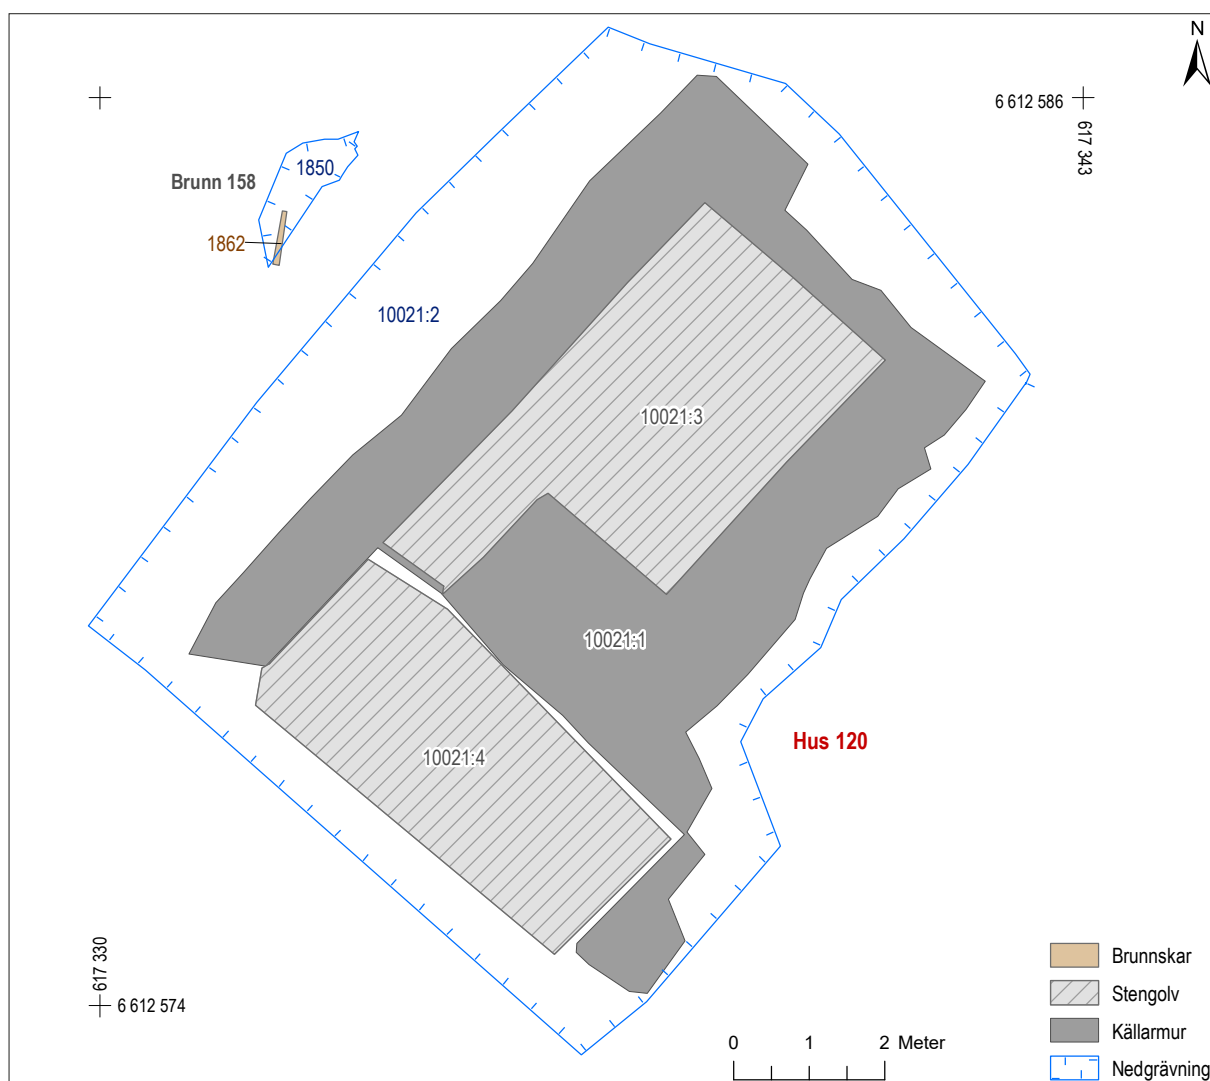 N
6 612 586
617 343
1850
Brunn 158
1862
10021:2
10021:3
10021:1
Hus 120
10021:4
617 330
6 612 574
0 1 2 Meter
Brunnskar
Stengolv
Källarmur
Nedgrävning